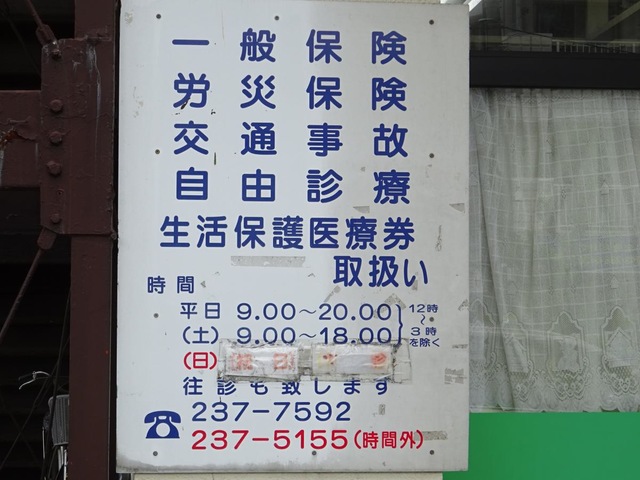 一般保険
労災保険
交通事故
自由診療
生活保護医療券
取扱い
時間
平日 9.00～20.00
(土) 9.00～18.00
12時
～
3時
を除く
(日)
往診も致します
237-7592
237-5155(時間外)